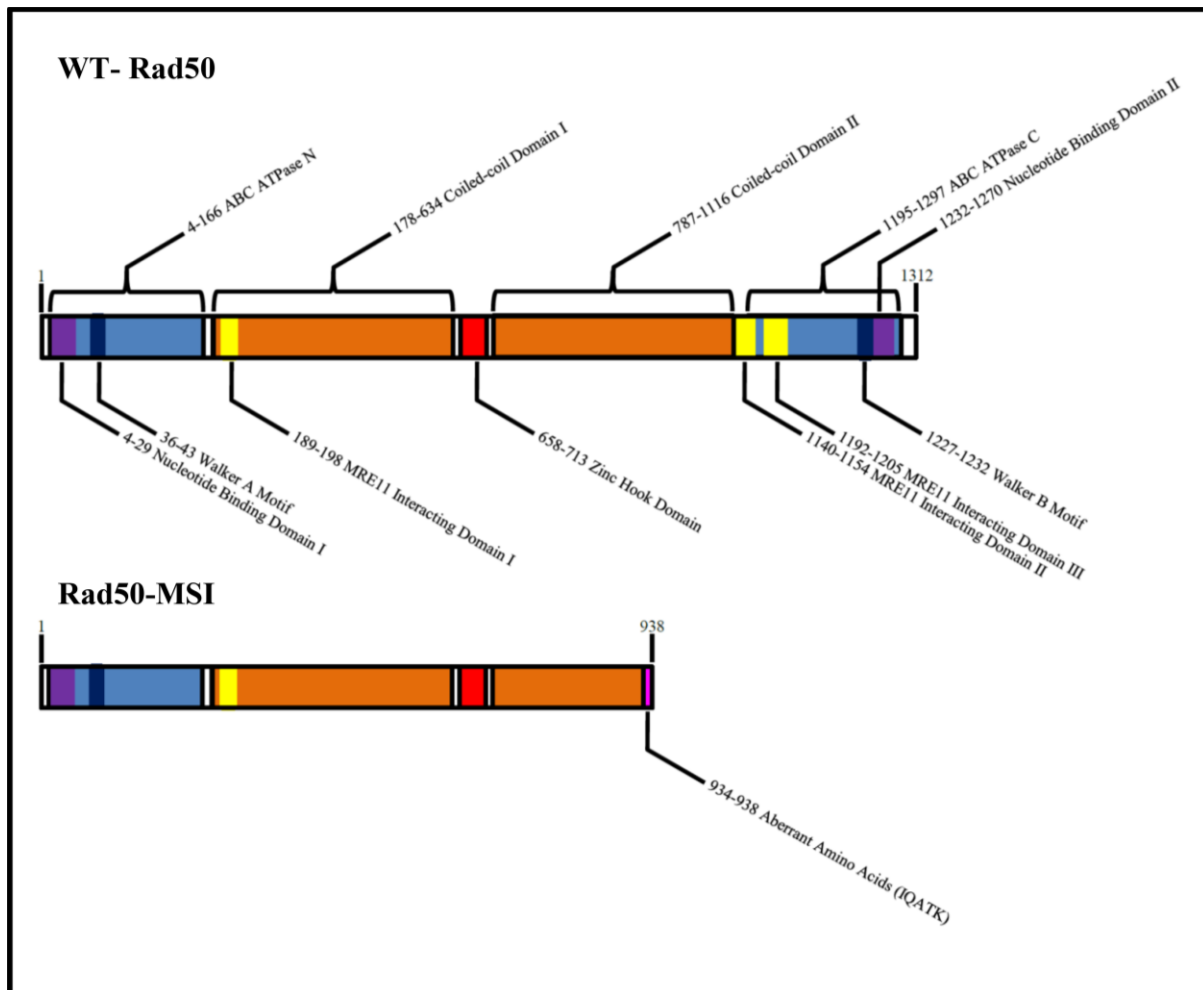 WT- Rad50
4-166 ABC ATPase N
178-634 Coiled-coil Domain I
787-1116 Coiled-coil Domain II
1195-1297 ABC ATPase C
1232-1270 Nucleotide Binding Domain II
1
1312
4-29 Nucleotide Binding Domain I
36-43 Walker A Motif
189-198 MRE11 Interacting Domain I
658-713 Zinc Hook Domain
1140-1154 MRE11 Interacting Domain II
1192-1205 MRE11 Interacting Domain III
1227-1232 Walker B Motif
Rad50-MSI
1
938
934-938 Aberrant Amino Acids (IQATK)